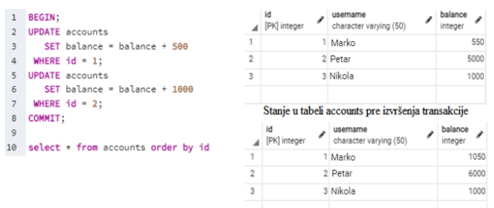 1 BEGIN;
2 UPDATE accounts
3 SET balance = balance + 500
4 WHERE id = 1;
5 UPDATE accounts
6 SET balance = balance + 1000
7 WHERE id = 2;
8 COMMIT;
9
10 select * from accounts order by id
id username balance
[PK] integer character varying (50) integer
1 1 Marko 550
2 2 Petar 5000
3 3 Nikola 1000
Stanje u tabeli accounts pre izvršenja transakcije
id username balance
[PK] integer character varying (50) integer
1 1 Marko 1050
2 2 Petar 6000
3 3 Nikola 1000